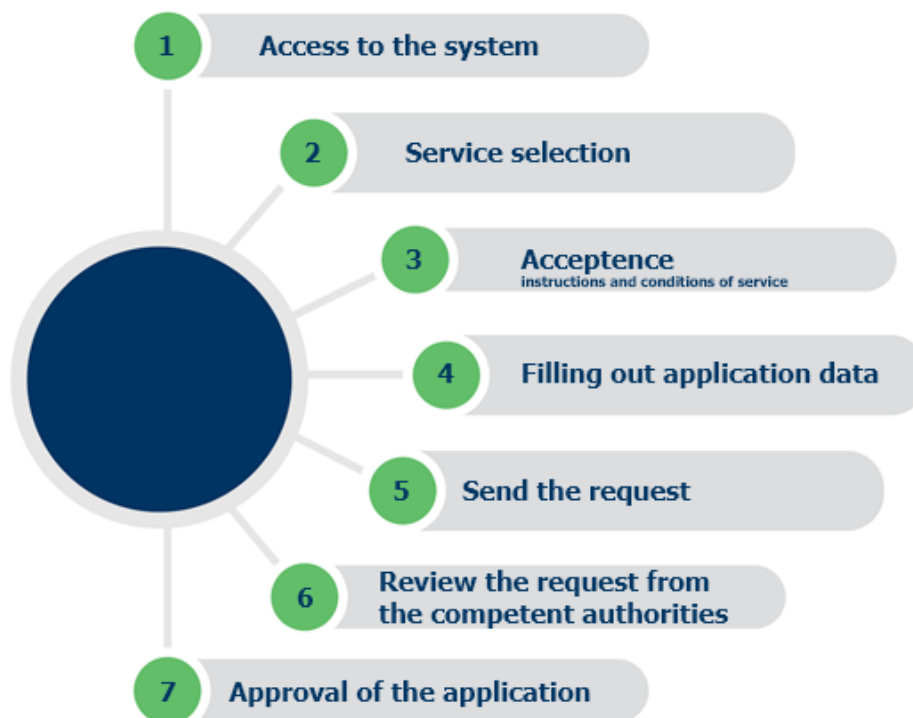 1
Access to the system
2
Service selection
3
Acceptence
instructions and conditions of service
4
Filling out application data
5
Send the request
6
Review the request from
the competent authorities
7
Approval of the application